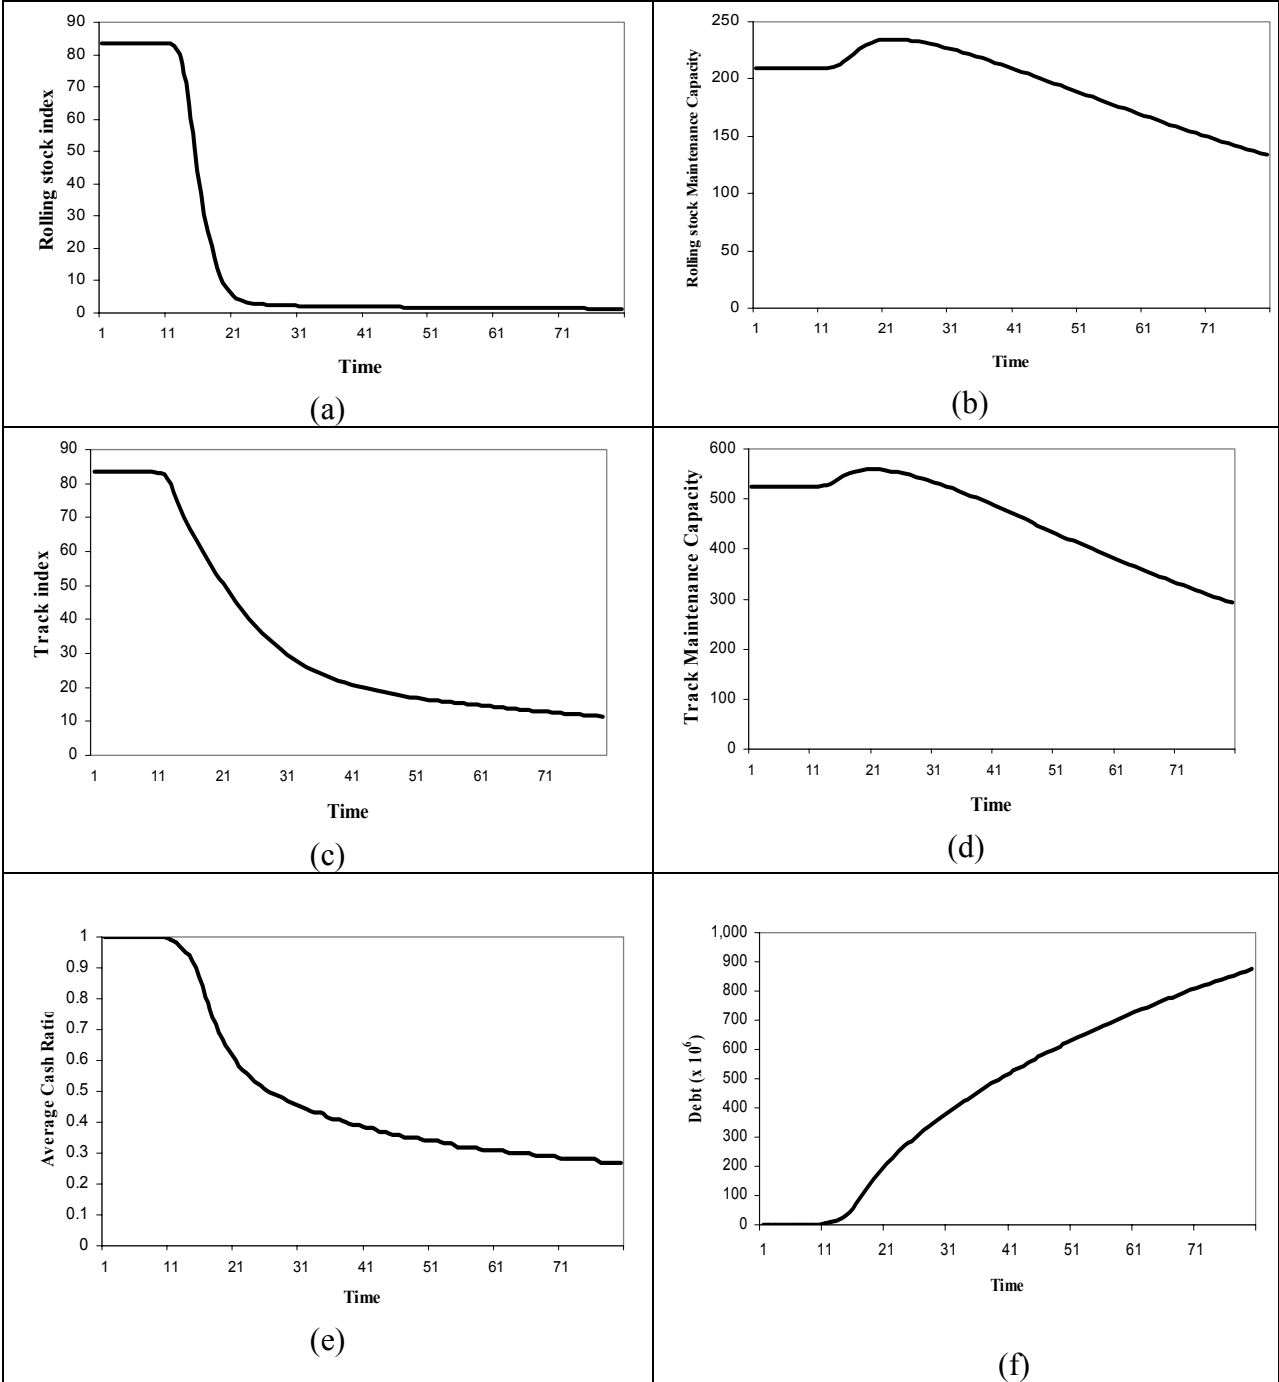 90
80
70
60
50
40
30
20
10
0
Rolling stock index
1 11 21 31 41 51 61 71
Time
(a)
250
200
150
100
50
0
Rolling stock Maintenance Capacity
1 11 21 31 41 51 61 71
Time
(b)
90
80
70
60
50
40
30
20
10
0
Track index
1 11 21 31 41 51 61 71
Time
(c)
600
500
400
300
200
100
0
Track Maintenance Capacity
1 11 21 31 41 51 61 71
Time
(d)
1
0.9
0.8
0.7
0.6
0.5
0.4
0.3
0.2
0.1
0
Average Cash Ratio
1 11 21 31 41 51 61 71
Time
(e)
1,000
900
800
700
600
500
400
300
200
100
0
Debt (x 10⁶)
1 11 21 31 41 51 61 71
Time
(f)